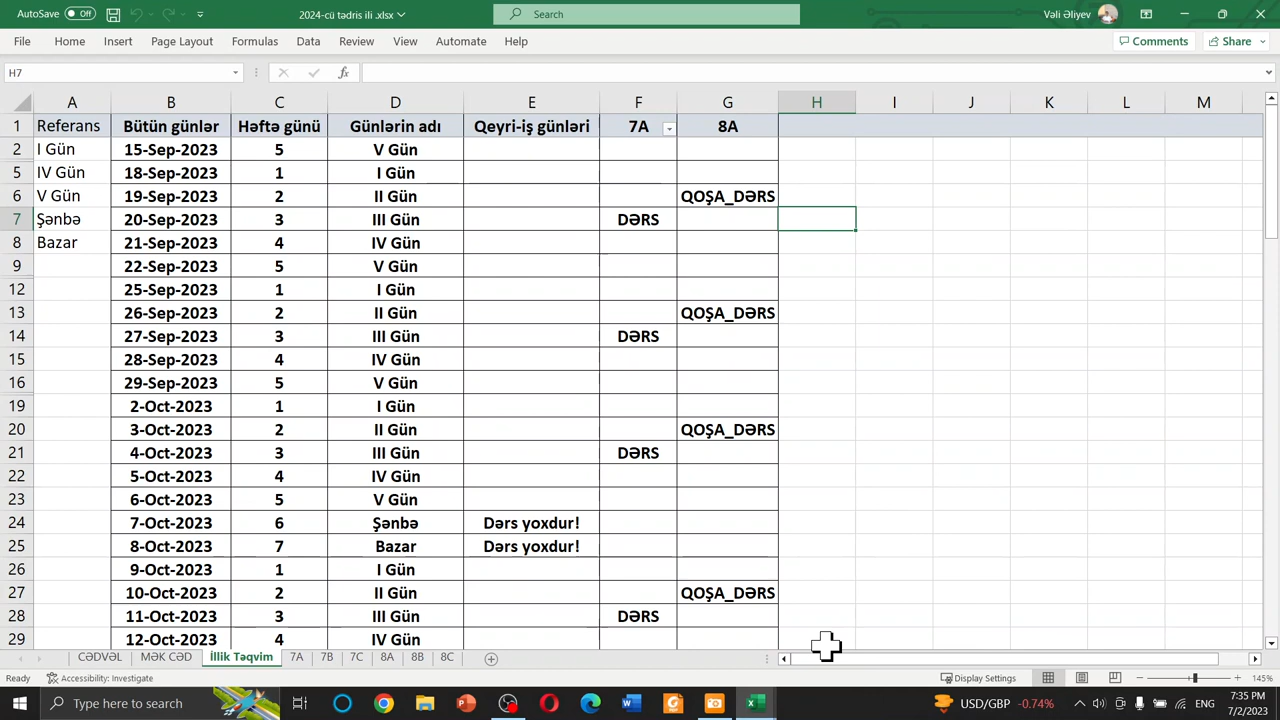 AutoSave Off 2024-cü tədris ili .xlsx Search Vəli Əliyev
File Home Insert Page Layout Formulas Data Review View Automate Help Comments Share
H7 fx
A B C D E F G H I J K L M
1 Referans Bütün günlər Həftə günü Günlərin adı Qeyri-iş günləri 7A 8A
2 I Gün 15-Sep-2023 5 V Gün
5 IV Gün 18-Sep-2023 1 I Gün
6 V Gün 19-Sep-2023 2 II Gün QOŞA_DƏRS
7 Şənbə 20-Sep-2023 3 III Gün DƏRS
8 Bazar 21-Sep-2023 4 IV Gün
9 22-Sep-2023 5 V Gün
12 25-Sep-2023 1 I Gün
13 26-Sep-2023 2 II Gün QOŞA_DƏRS
14 27-Sep-2023 3 III Gün DƏRS
15 28-Sep-2023 4 IV Gün
16 29-Sep-2023 5 V Gün
19 2-Oct-2023 1 I Gün
20 3-Oct-2023 2 II Gün QOŞA_DƏRS
21 4-Oct-2023 3 III Gün DƏRS
22 5-Oct-2023 4 IV Gün
23 6-Oct-2023 5 V Gün
24 7-Oct-2023 6 Şənbə Dərs yoxdur!
25 8-Oct-2023 7 Bazar Dərs yoxdur!
26 9-Oct-2023 1 I Gün
27 10-Oct-2023 2 II Gün QOŞA_DƏRS
28 11-Oct-2023 3 III Gün DƏRS
29 12-Oct-2023 4 IV Gün
CƏDVƏL MƏK CƏD İllik Təqvim 7A 7B 7C 8A 8B 8C
Ready Accessibility: Investigate Display Settings 145%
Type here to search USD/GBP -0.74% ENG 7:35 PM
7/2/2023